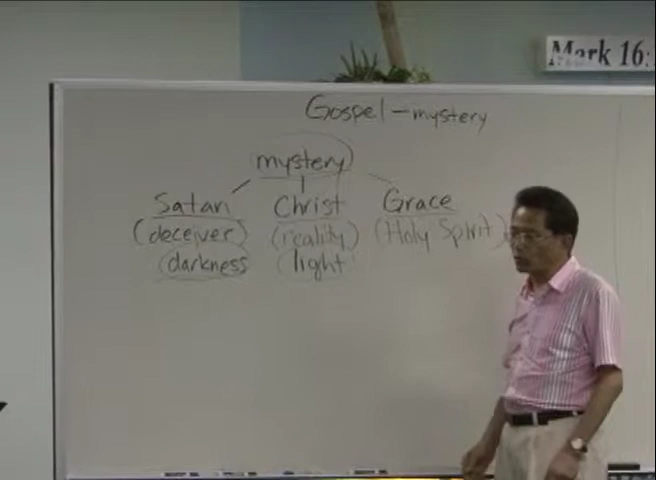 Mark 16:
Gospel - mystery
mystery
Satan Christ Grace
(deceiver) (reality) (Holy Spirit)
darkness light